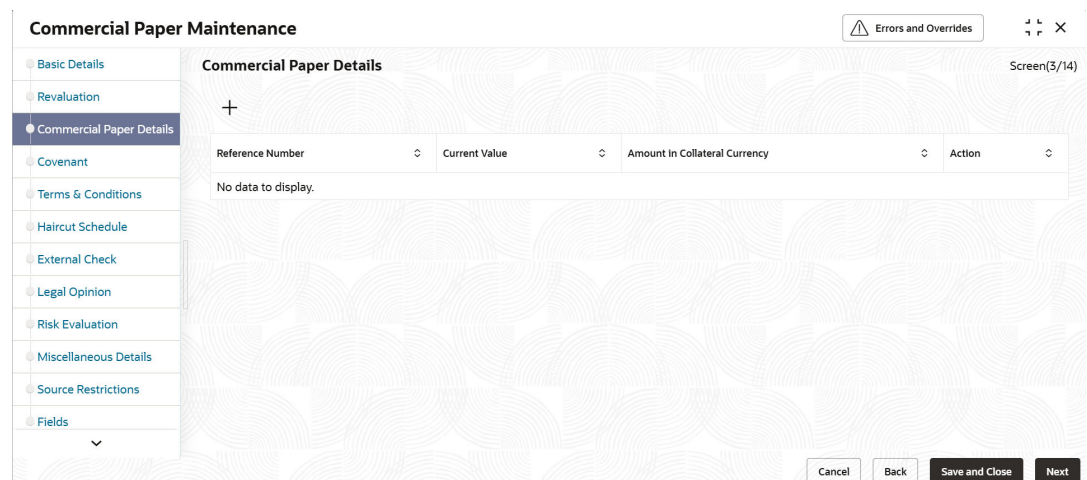 Commercial Paper Maintenance
Errors and Overrides
Basic Details
Revaluation
Commercial Paper Details
Covenant
Terms & Conditions
Haircut Schedule
External Check
Legal Opinion
Risk Evaluation
Miscellaneous Details
Source Restrictions
Fields
Commercial Paper Details
Screen(3/14)
Reference Number Current Value Amount in Collateral Currency Action
No data to display.
Cancel Back Save and Close Next